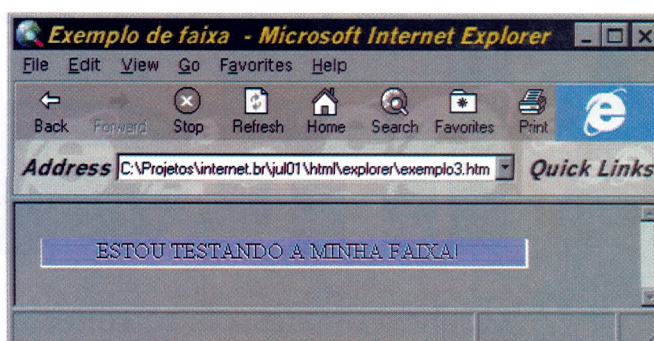 Exemplo de faixa - Microsoft Internet Explorer
File Edit View Go Favorites Help
Back Forward Stop Refresh Home Search Favorites Print
Address C:\Projetos\internet.br\jul01\html\explorer\exemplo3.htm Quick Links
ESTOU TESTANDO A MINHA FAIXA!